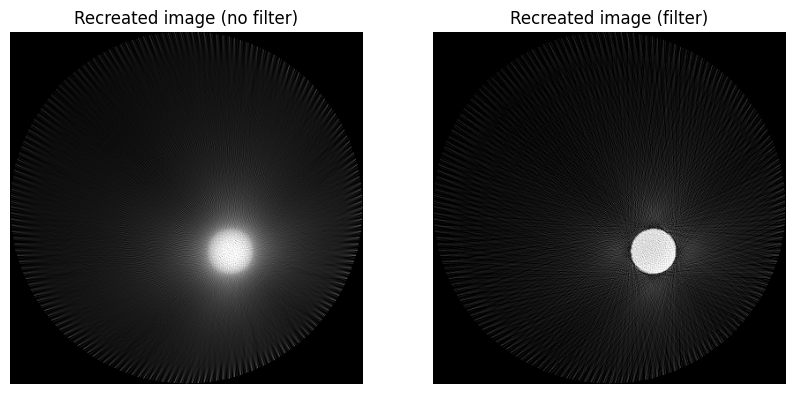 Recreated image (no filter)
Recreated image (filter)